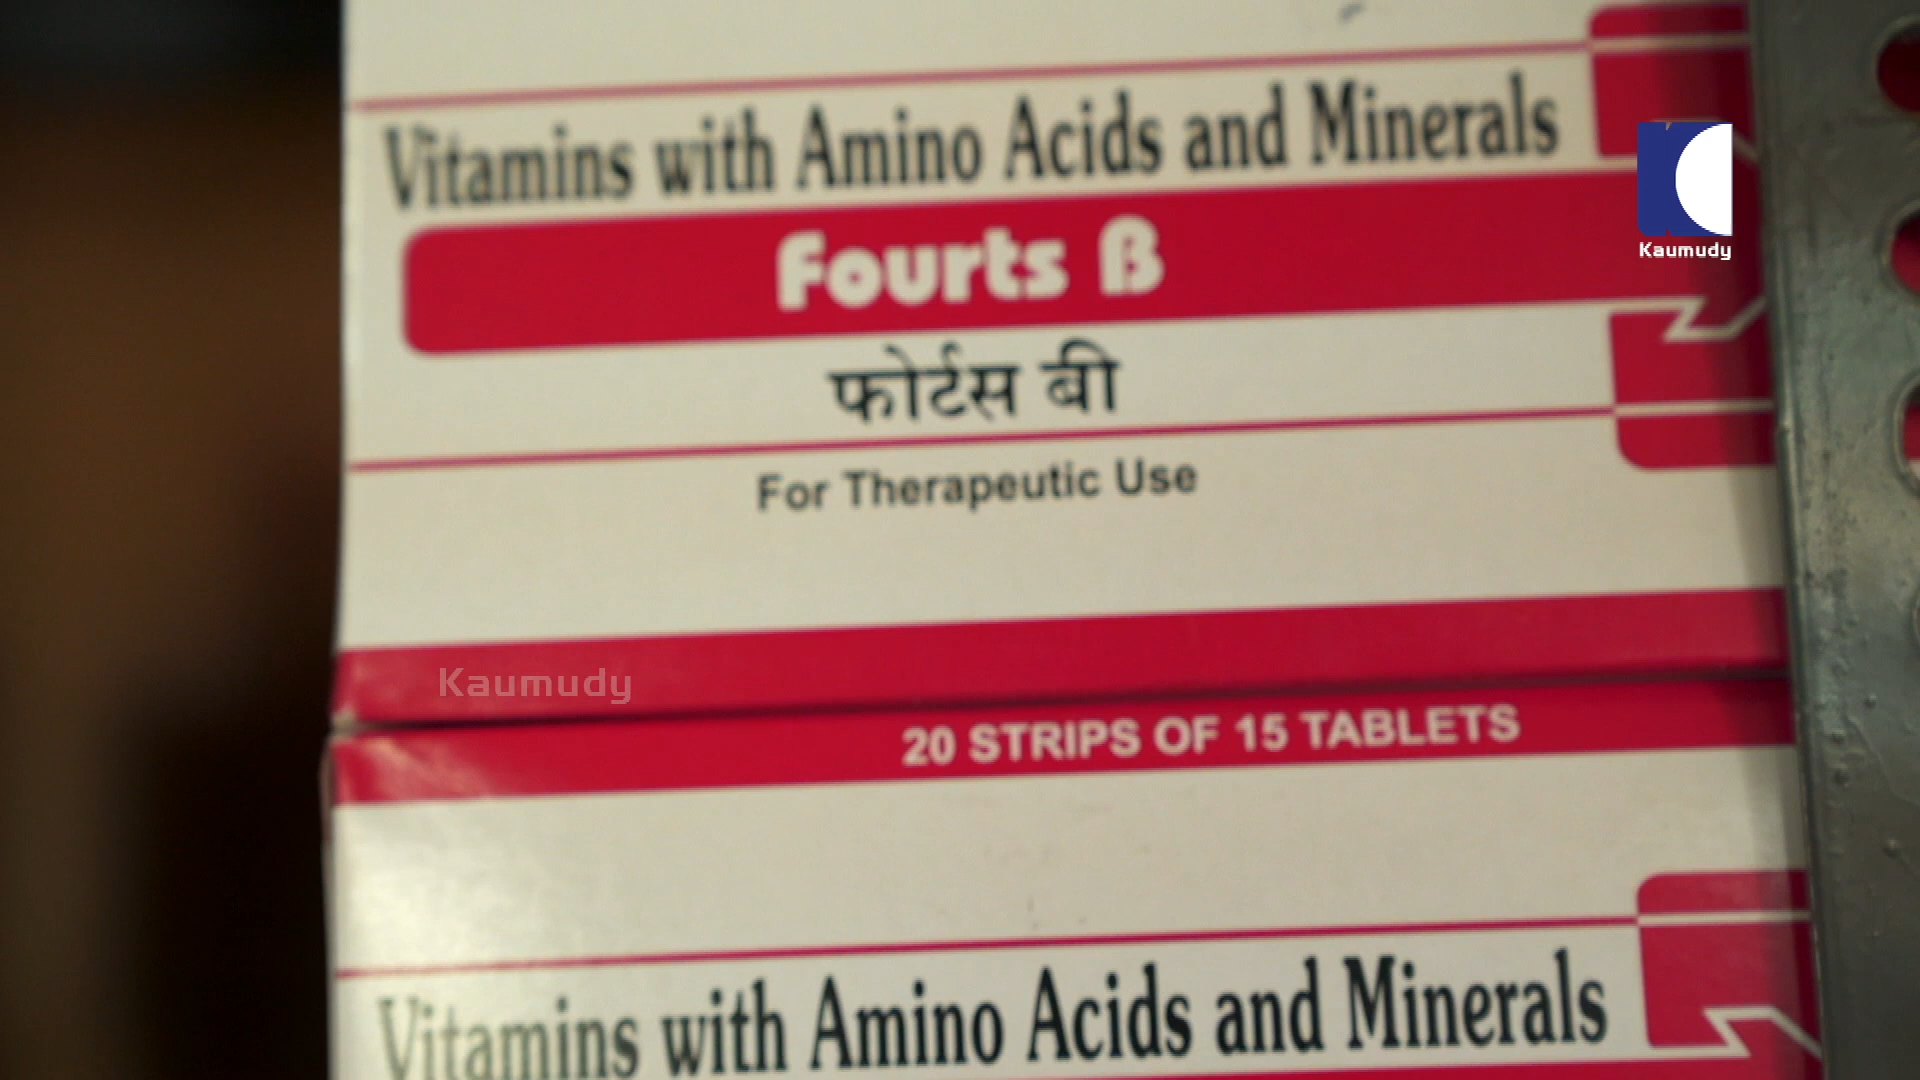 Vitamins with Amino Acids and Minerals
Fourts B
फोर्टस बी
For Therapeutic Use
Kaumudy
Kaumudy
20 STRIPS OF 15 TABLETS
Vitamins with Amino Acids and Minerals